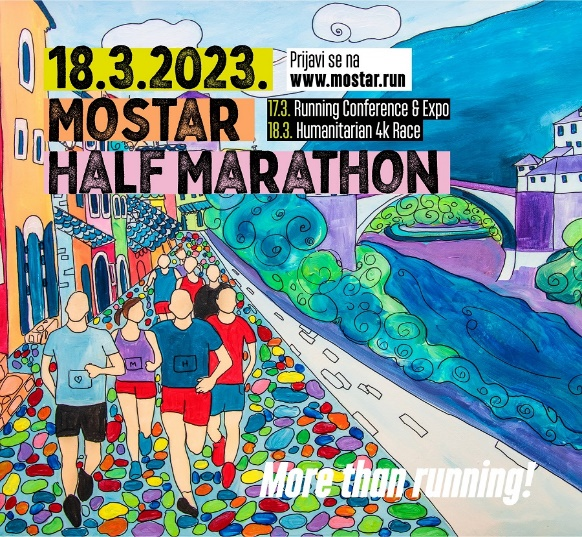 18.3.2023.
Prijavi se na
www.mostar.run
MOSTAR
17.3. Running Conference & Expo
18.3. Humanitarian 4k Race
HALF MARATHON
M
H
More than running!